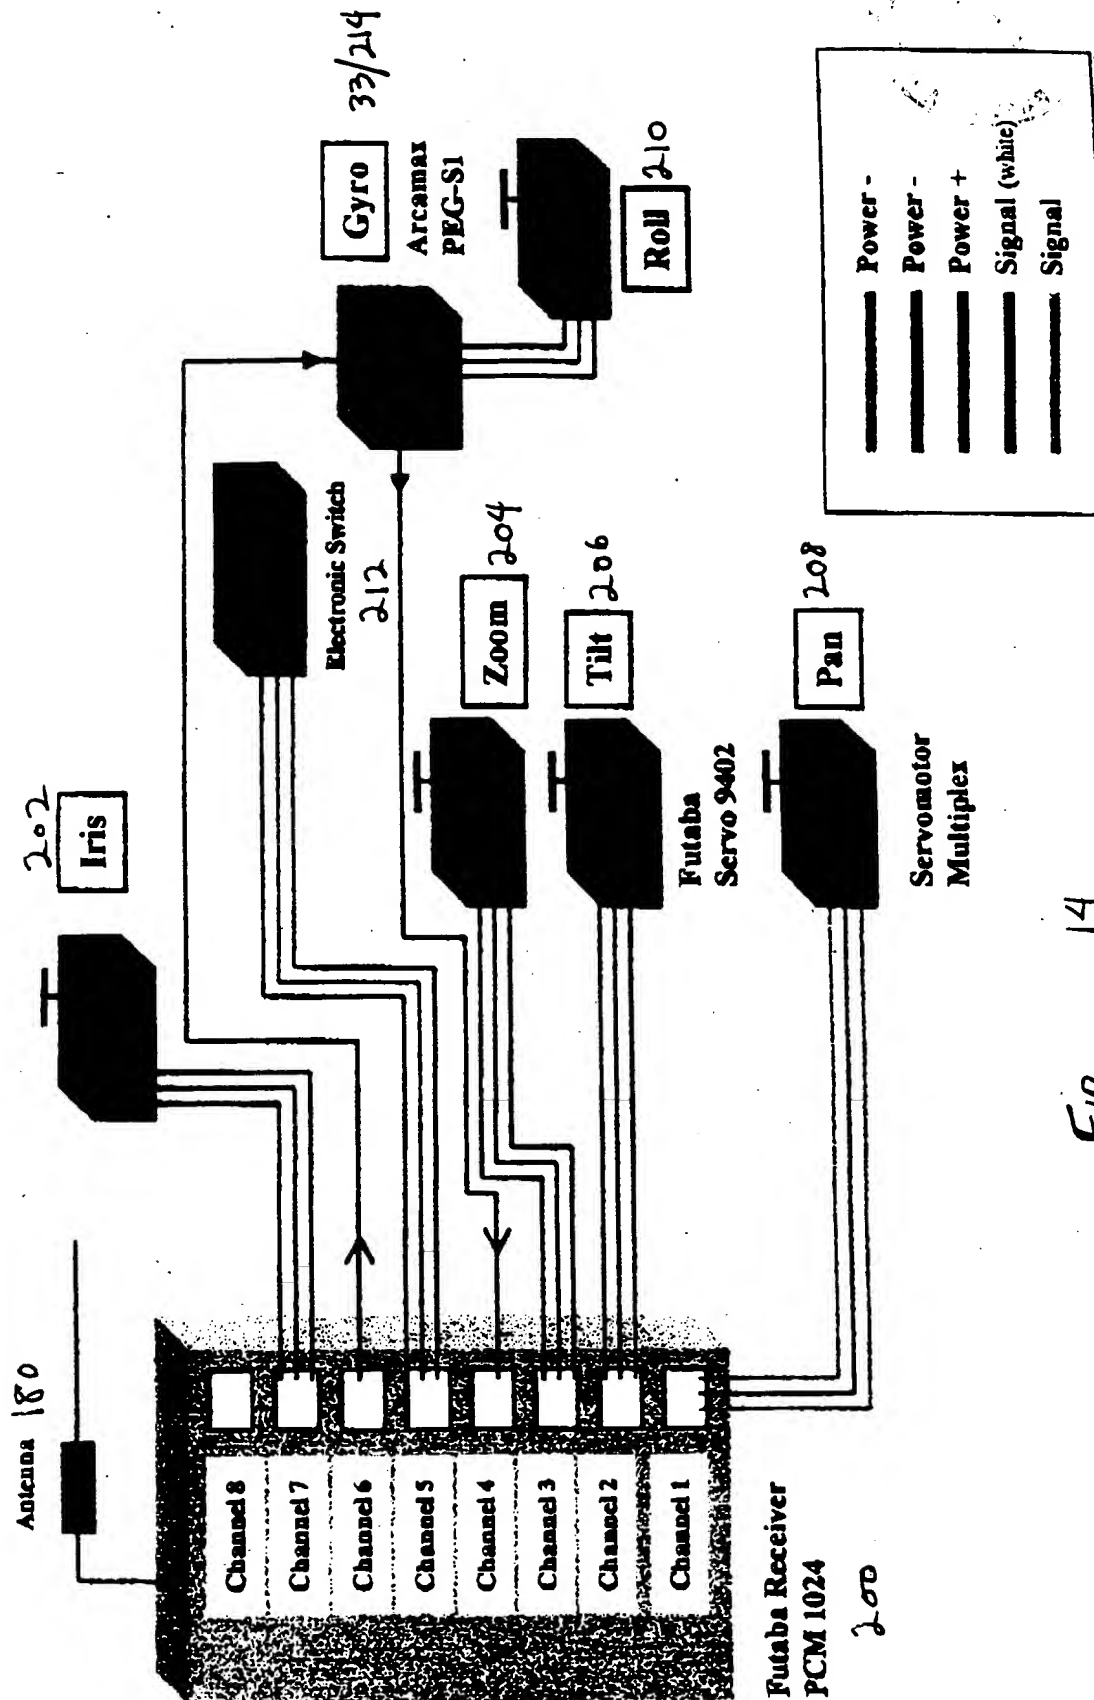 Antenna 180
202
Iris
Gyro 33/214
Arcamax
PEG-S1
Roll 210
Electronic Switch
212
Zoom 204
Tilt 206
Futaba
Servo 9402
Pan 208
Servomotor
Multiplex
Channel 8
Channel 7
Channel 6
Channel 5
Channel 4
Channel 3
Channel 2
Channel 1
Futaba Receiver
PCM 1024
200
Power -
Power -
Power +
Signal (white)
Signal
Fig 14